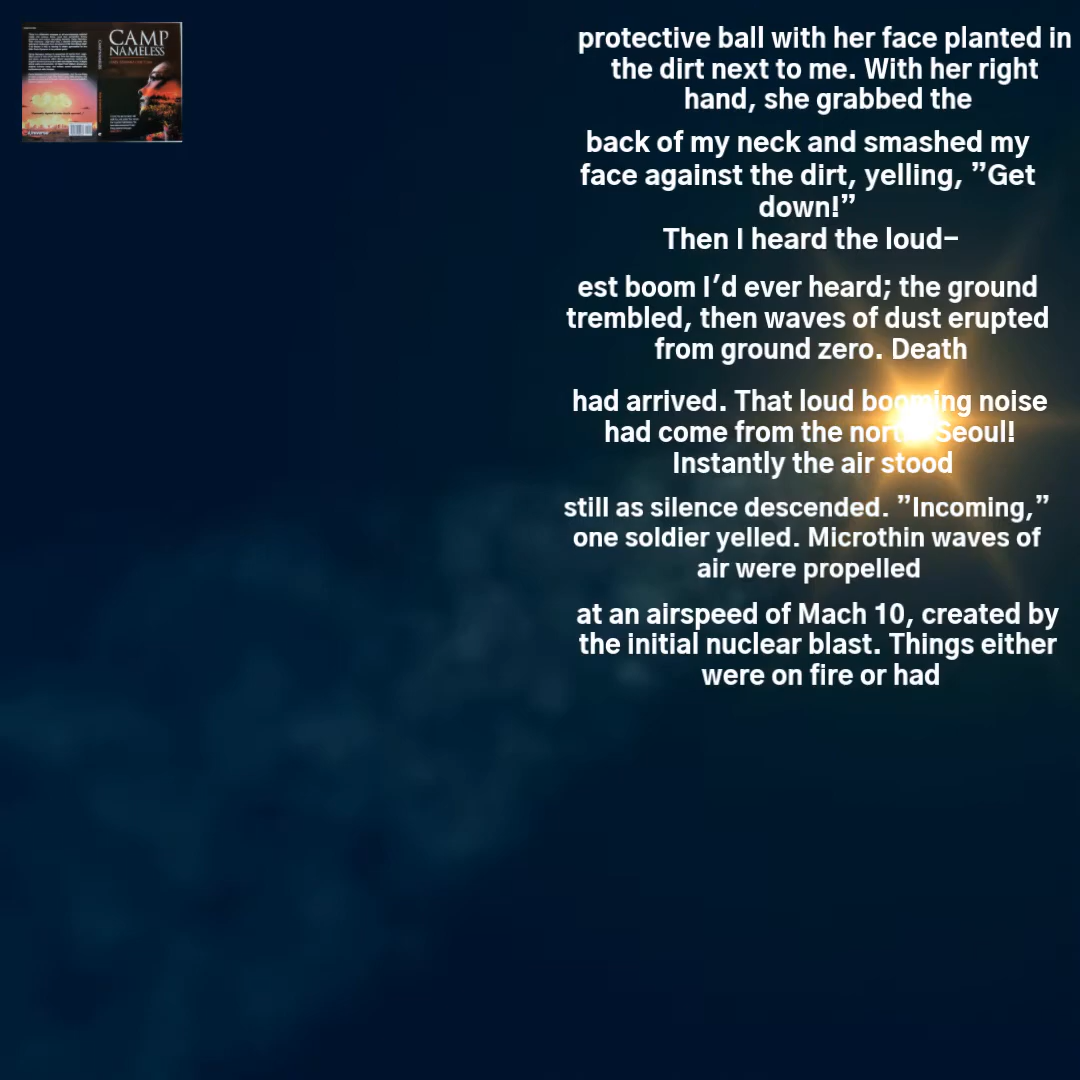 CAMP
NAMELESS
protective ball with her face planted in
the dirt next to me. With her right
hand, she grabbed the
back of my neck and smashed my
face against the dirt, yelling, ”Get
down!”
Then I heard the loud-
est boom I'd ever heard; the ground
trembled, then waves of dust erupted
from ground zero. Death
had arrived. That loud booming noise
had come from the north, Seoul!
Instantly the air stood
still as silence descended. ”Incoming,”
one soldier yelled. Microthin waves of
air were propelled
at an airspeed of Mach 10, created by
the initial nuclear blast. Things either
were on fire or had